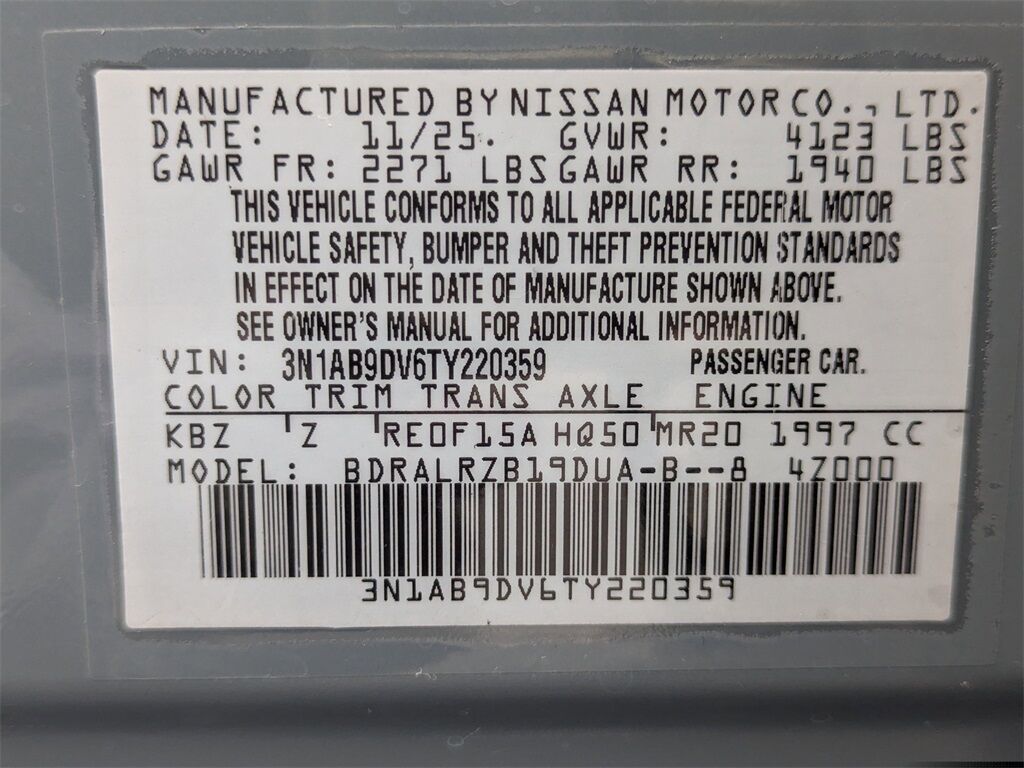 MANUFACTURED BY NISSAN MOTOR CO., LTD.
DATE: 11/25. GVWR: 4123 LBS
GAWR FR: 2271 LBS GAWR RR: 1940 LBS
THIS VEHICLE CONFORMS TO ALL APPLICABLE FEDERAL MOTOR
VEHICLE SAFETY, BUMPER AND THEFT PREVENTION STANDARDS
IN EFFECT ON THE DATE OF MANUFACTURE SHOWN ABOVE.
SEE OWNER'S MANUAL FOR ADDITIONAL INFORMATION.
VIN: 3N1AB9DV6TY220359 PASSENGER CAR.
COLOR TRIM TRANS AXLE ENGINE
KBZ Z RE0F15A HQ50 MR20 1997 CC
MODEL: BDRALRZB19DUA-B--8 4Z000
3N1AB9DV6TY220359